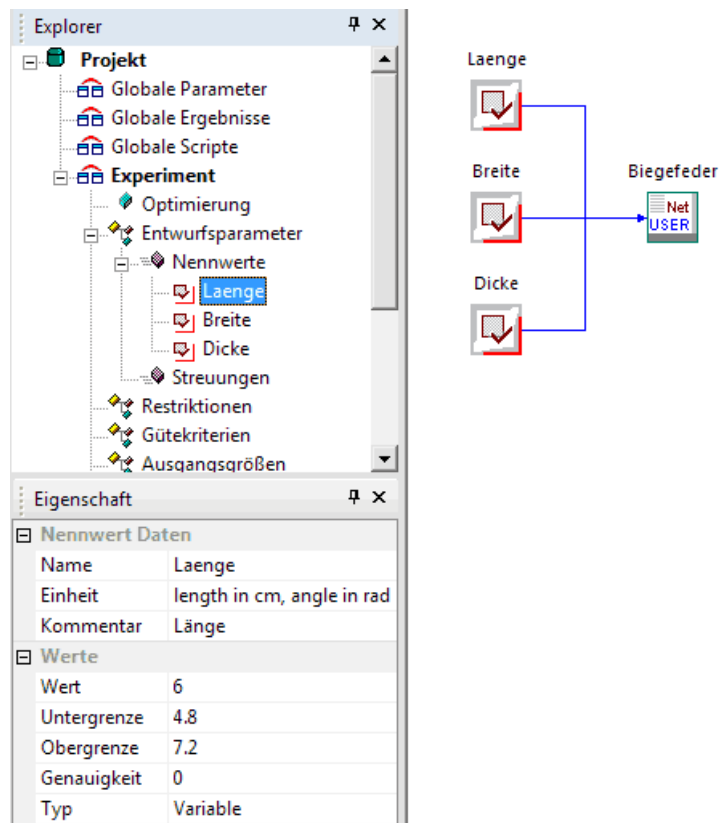 Explorer
Projekt
Globale Parameter
Globale Ergebnisse
Globale Scripte
Experiment
Optimierung
Entwurfsparameter
Nennwerte
Laenge
Breite
Dicke
Streuungen
Restriktionen
Gütekriterien
Ausgangsgrößen
Eigenschaft
Nennwert Daten
Name Laenge
Einheit length in cm, angle in rad
Kommentar Länge
Werte
Wert 6
Untergrenze 4.8
Obergrenze 7.2
Genauigkeit 0
Typ Variable
Laenge
Breite
Biegefeder
Net
USER
Dicke